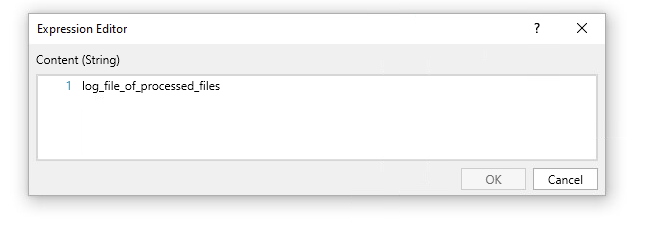 Expression Editor ?
Content (String)
1 log_file_of_processed_files
OK Cancel